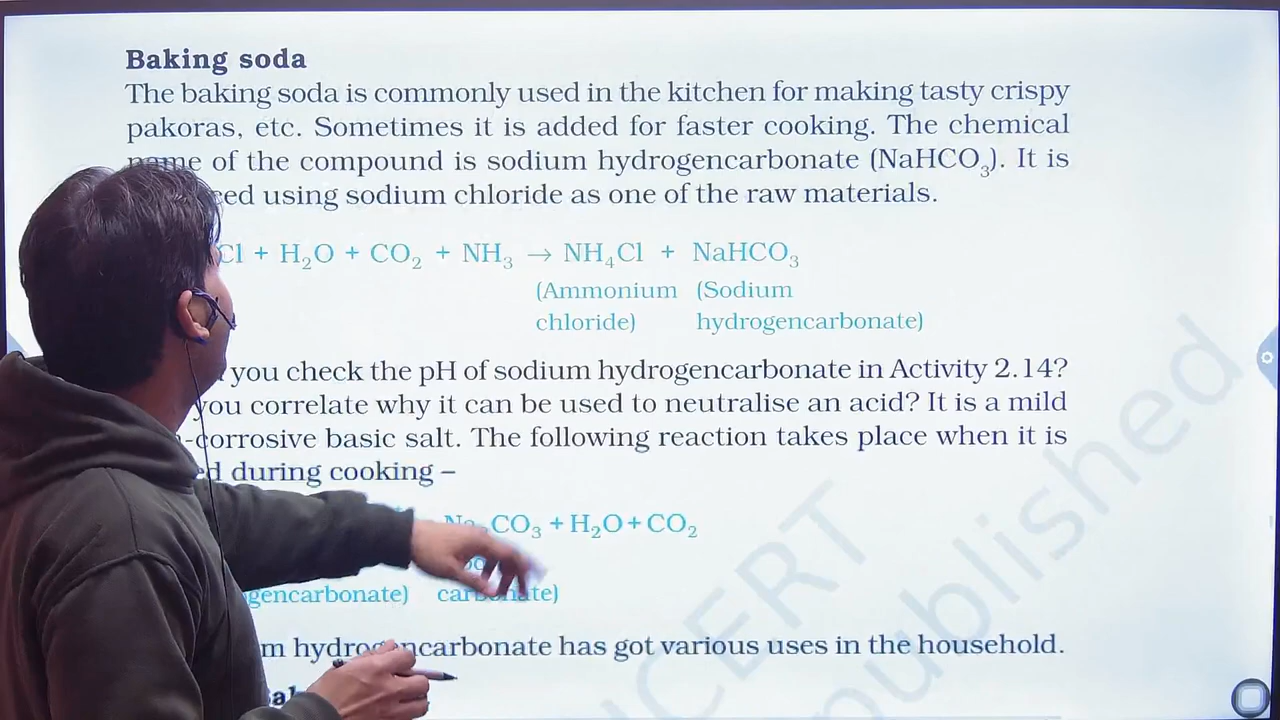 Baking soda
The baking soda is commonly used in the kitchen for making tasty crispy
pakoras, etc. Sometimes it is added for faster cooking. The chemical
name of the compound is sodium hydrogencarbonate (NaHCO₃). It is
using sodium chloride as one of the raw materials.
Cl + H₂O + CO₂ + NH₃ → NH₄Cl + NaHCO₃
(Ammonium (Sodium
chloride) hydrogencarbonate)
you check the pH of sodium hydrogencarbonate in Activity 2.14?
you correlate why it can be used to neutralise an acid? It is a mild
-corrosive basic salt. The following reaction takes place when it is
during cooking –
Na₂CO₃ + H₂O + CO₂
gencarbonate) carbonate)
m hydrogencarbonate has got various uses in the household.
NCERT
published